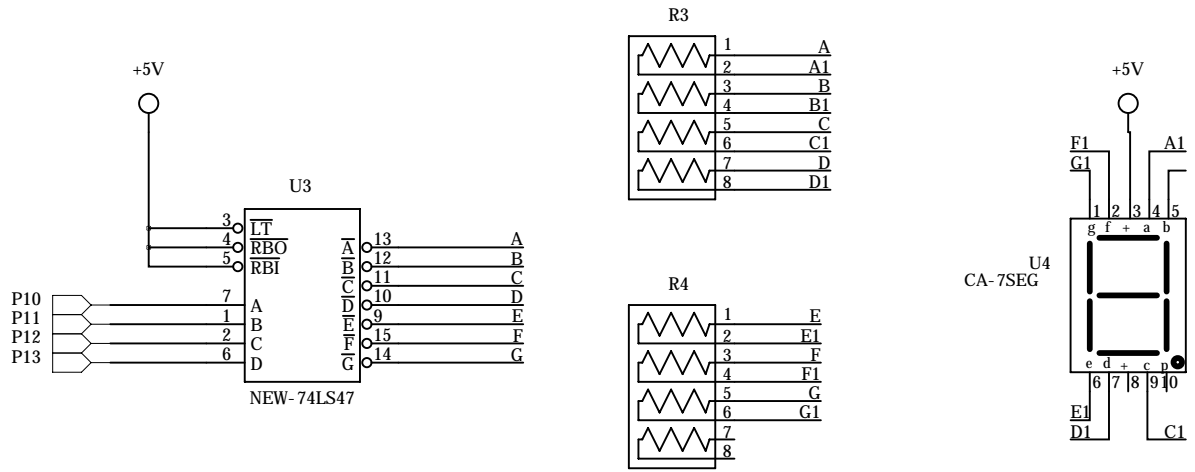 +5V
U3
3 LT
4 RBO
5 RBI
P10 7 A
P11 1 B
P12 2 C
P13 6 D
A 13 A
B 12 B
C 11 C
D 10 D
E 9 E
F 15 F
G 14 G
NEW-74LS47
R3
1 A
2 A1
3 B
4 B1
5 C
6 C1
7 D
8 D1
R4
1 E
2 E1
3 F
4 F1
5 G
6 G1
7
8
+5V
F1 A1
G1
1 2 3 4 5
g f + a b
U4
CA-7SEG
e d + c p
6 7 8 9 10
E1
D1 C1